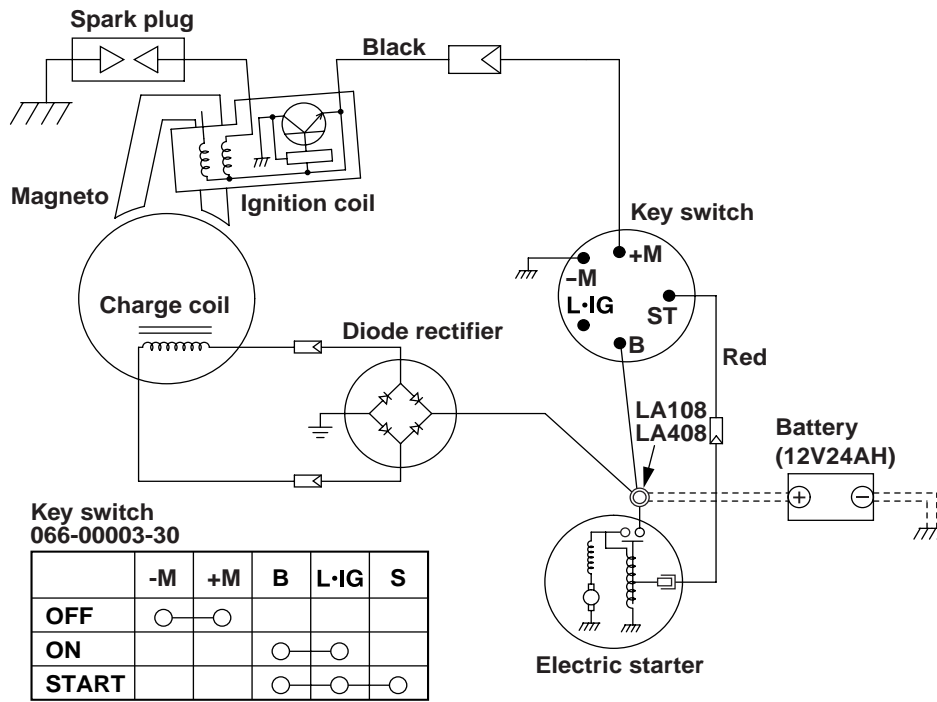 Spark plug
Black
Magneto
Ignition coil
Key switch
+M
−M
L•IG
ST
B
Charge coil
Diode rectifier
Red
LA108
LA408
Battery
(12V24AH)
+
−
Electric starter
Key switch
066-00003-30
-M +M B L•IG S
OFF
ON
START